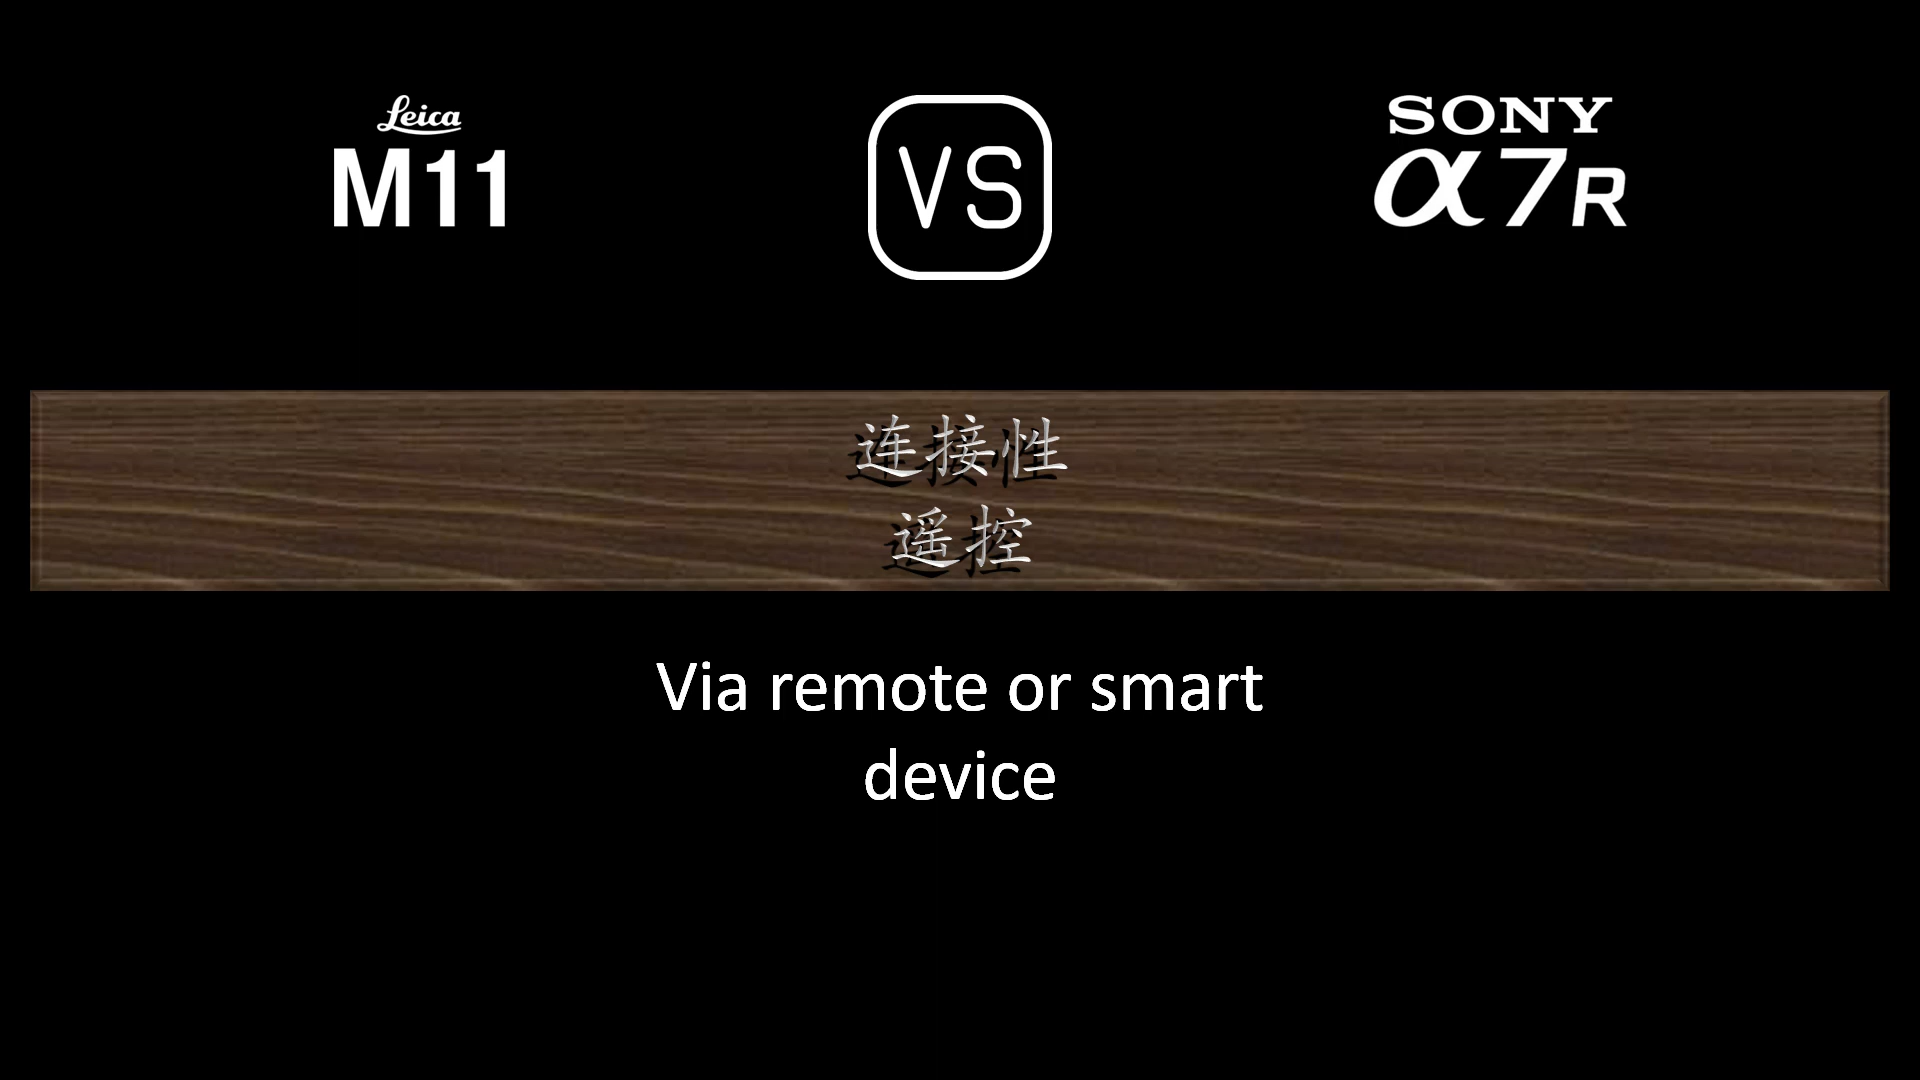 Leica
M11
VS
SONY
α7R
连接性
遥控
Via remote or smart
device